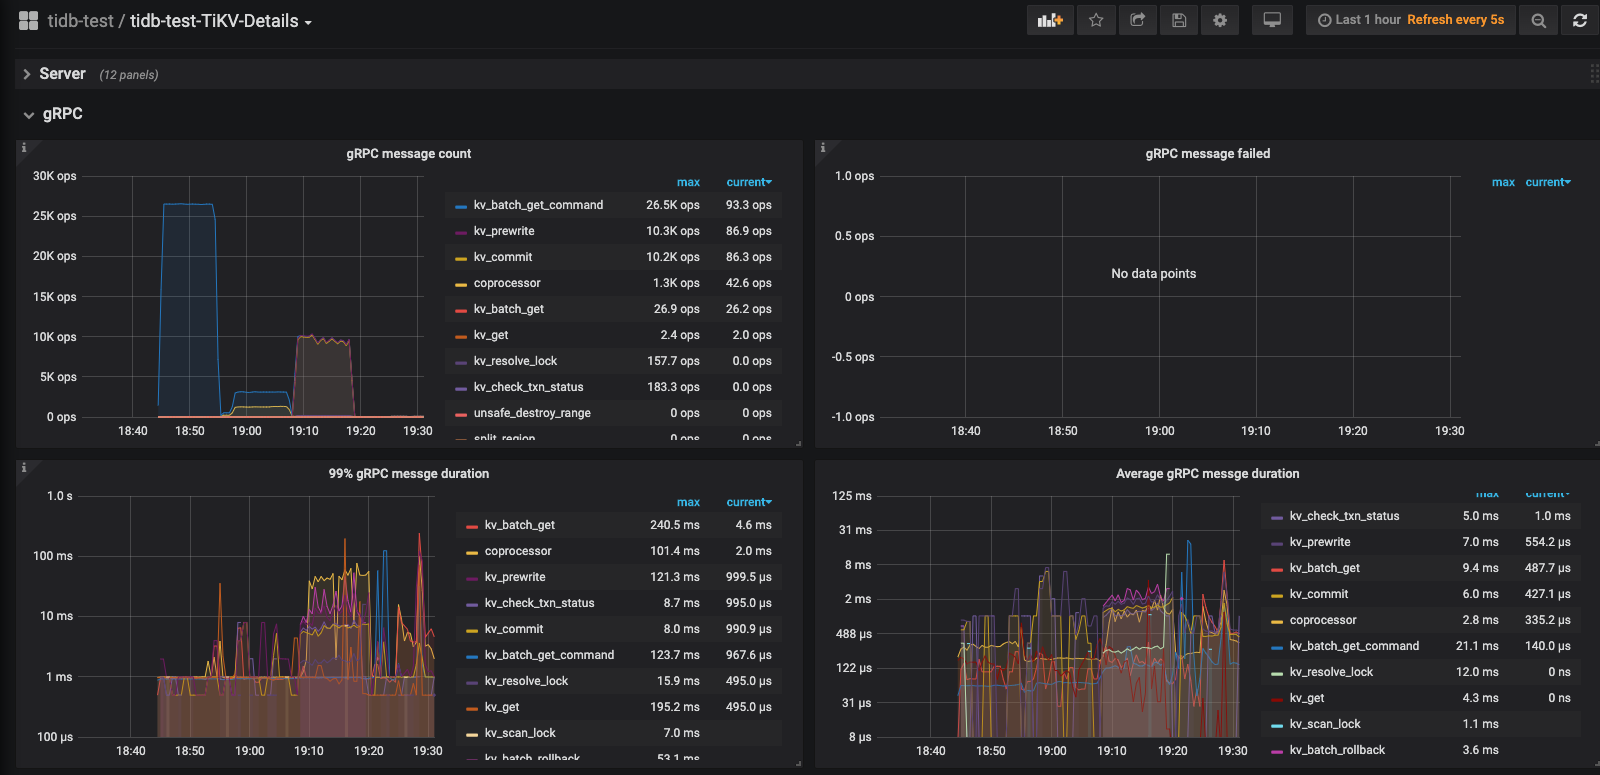 tidb-test / tidb-test-TiKV-Details
Last 1 hour Refresh every 5s
Server (12 panels)
gRPC
gRPC message count
30K ops
25K ops
20K ops
15K ops
10K ops
5K ops
0 ops
18:40 18:50 19:00 19:10 19:20 19:30
max current
kv_batch_get_command 26.5K ops 93.3 ops
kv_prewrite 10.3K ops 86.9 ops
kv_commit 10.2K ops 86.3 ops
coprocessor 1.3K ops 42.6 ops
kv_batch_get 26.9 ops 26.2 ops
kv_get 2.4 ops 2.0 ops
kv_resolve_lock 157.7 ops 0.0 ops
kv_check_txn_status 183.3 ops 0.0 ops
unsafe_destroy_range 0 ops 0 ops
split_region 0 ops 0 ops
gRPC message failed
1.0 ops
0.5 ops
0 ops
-0.5 ops
-1.0 ops
No data points
18:40 18:50 19:00 19:10 19:20 19:30
max current
99% gRPC messge duration
1.0 s
100 ms
10 ms
1 ms
100 µs
18:40 18:50 19:00 19:10 19:20 19:30
max current
kv_batch_get 240.5 ms 4.6 ms
coprocessor 101.4 ms 2.0 ms
kv_prewrite 121.3 ms 999.5 µs
kv_check_txn_status 8.7 ms 995.0 µs
kv_commit 8.0 ms 990.9 µs
kv_batch_get_command 123.7 ms 967.6 µs
kv_resolve_lock 15.9 ms 495.0 µs
kv_get 195.2 ms 495.0 µs
kv_scan_lock 7.0 ms
kv_batch_rollback 53.1 ms
Average gRPC messge duration
125 ms
31 ms
8 ms
2 ms
488 µs
122 µs
31 µs
8 µs
18:40 18:50 19:00 19:10 19:20 19:30
max current
kv_check_txn_status 5.0 ms 1.0 ms
kv_prewrite 7.0 ms 554.2 µs
kv_batch_get 9.4 ms 487.7 µs
kv_commit 6.0 ms 427.1 µs
coprocessor 2.8 ms 335.2 µs
kv_batch_get_command 21.1 ms 140.0 µs
kv_resolve_lock 12.0 ms 0 ns
kv_get 4.3 ms 0 ns
kv_scan_lock 1.1 ms
kv_batch_rollback 3.6 ms